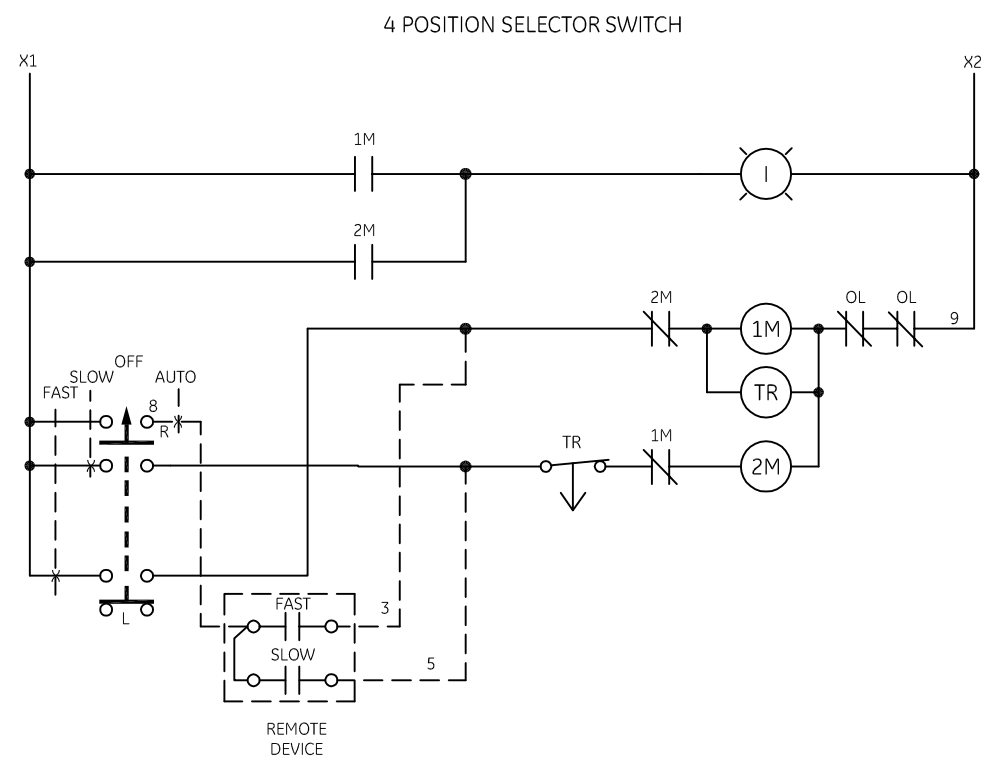 4 POSITION SELECTOR SWITCH
X1
X2
1M
I
2M
2M
1M
OL
OL
9
TR
OFF
SLOW
AUTO
FAST
8
R
TR
1M
2M
L
FAST
3
SLOW
5
REMOTE
DEVICE